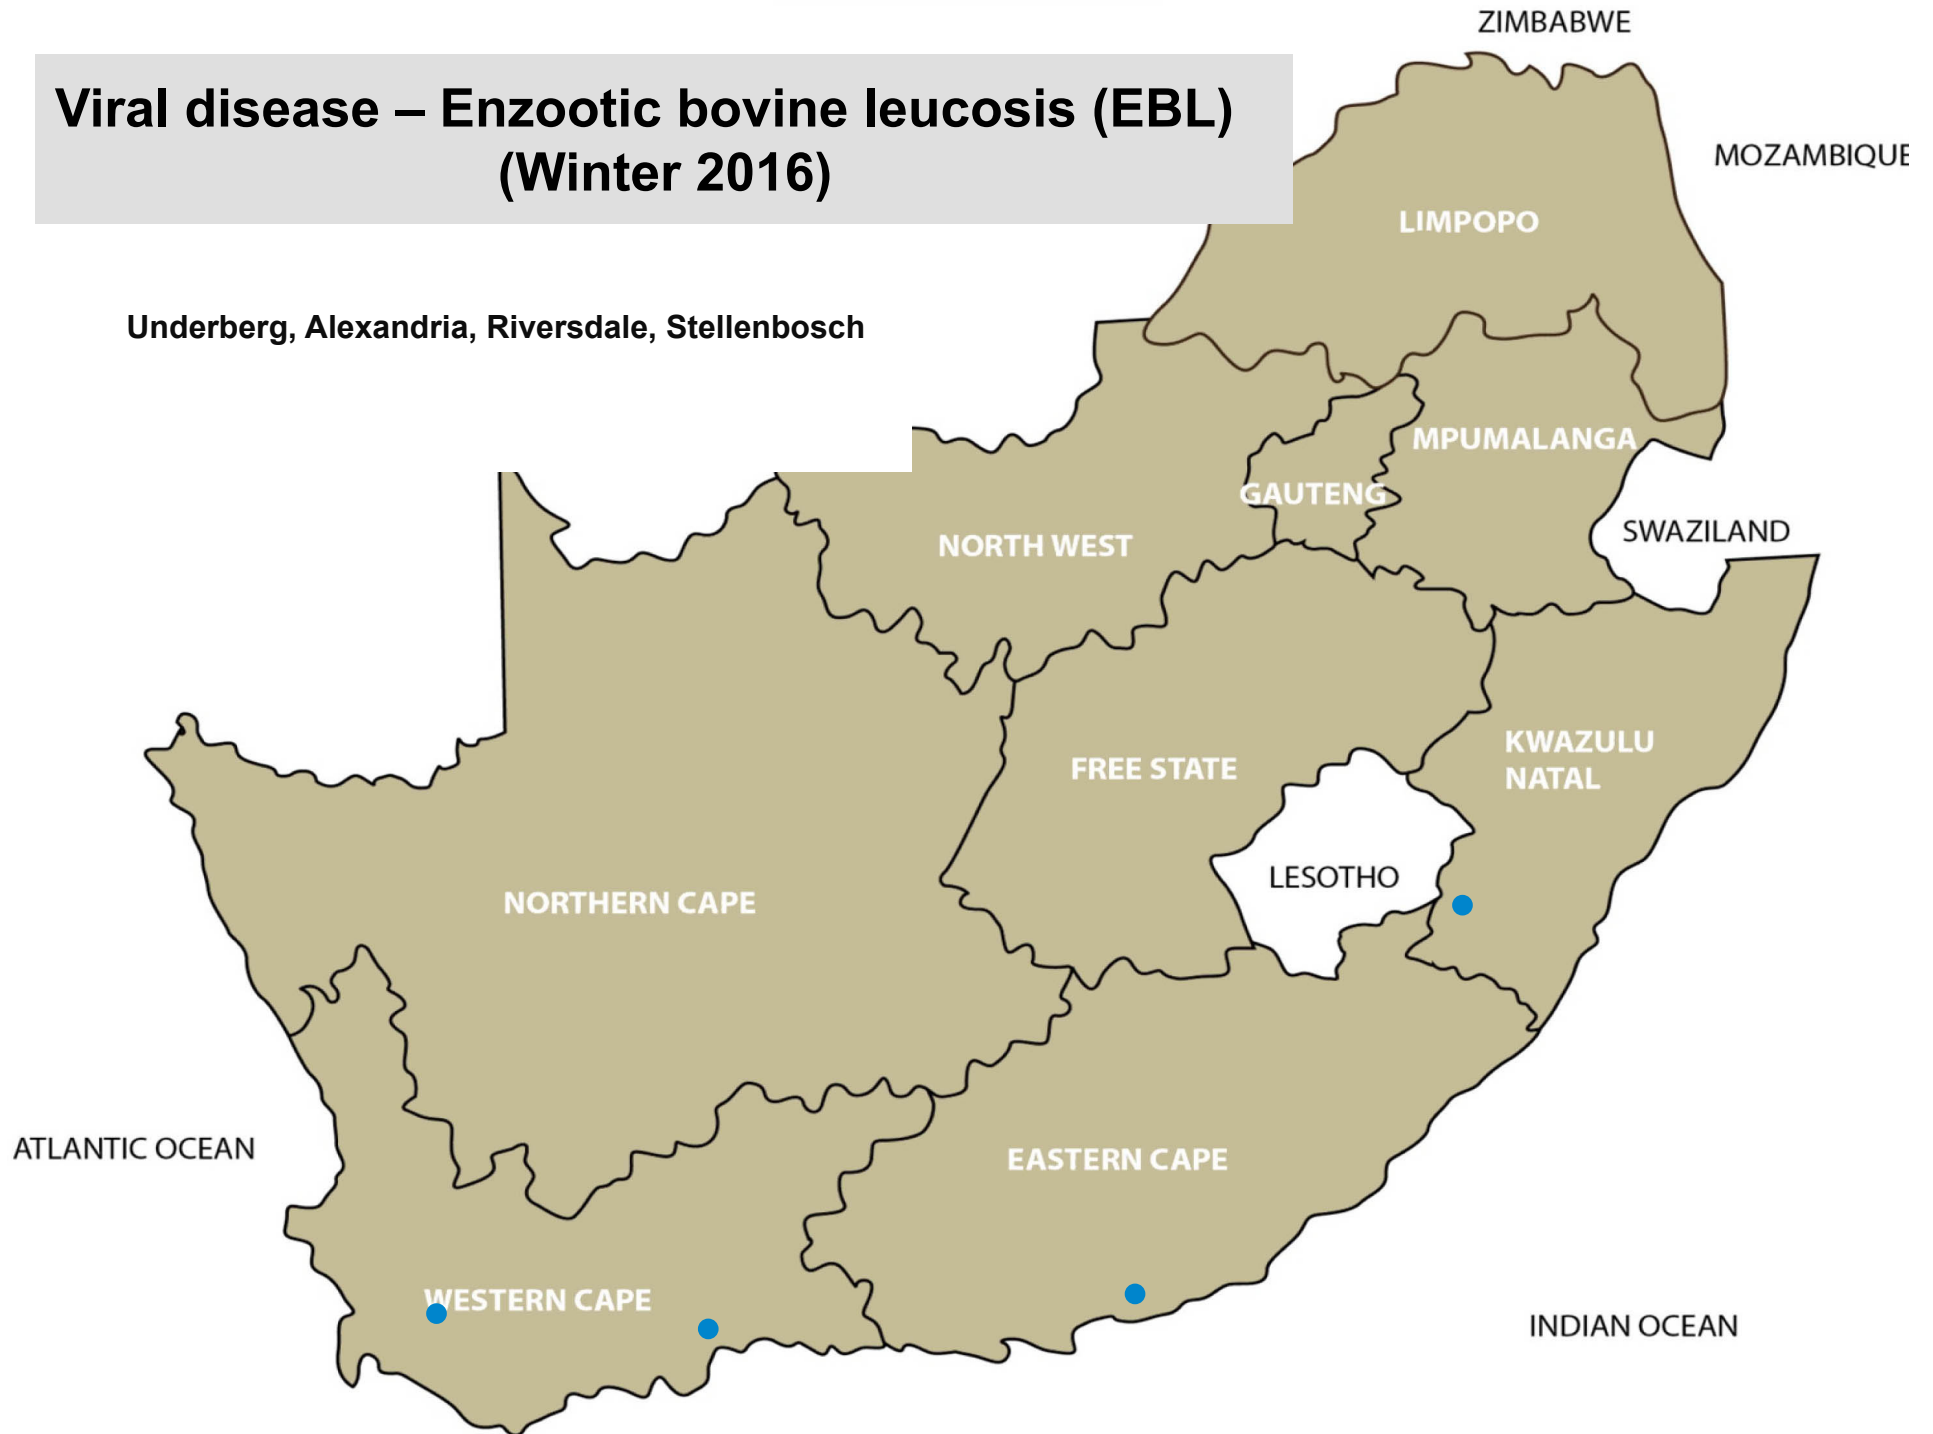 ZIMBABWE
Viral disease – Enzootic bovine leucosis (EBL)
(Winter 2016)
MOZAMBIQUE
LIMPOPO
Underberg, Alexandria, Riversdale, Stellenbosch
MPUMALANGA
GAUTENG
SWAZILAND
NORTH WEST
KWAZULU
NATAL
FREE STATE
LESOTHO
NORTHERN CAPE
ATLANTIC OCEAN
EASTERN CAPE
WESTERN CAPE
INDIAN OCEAN